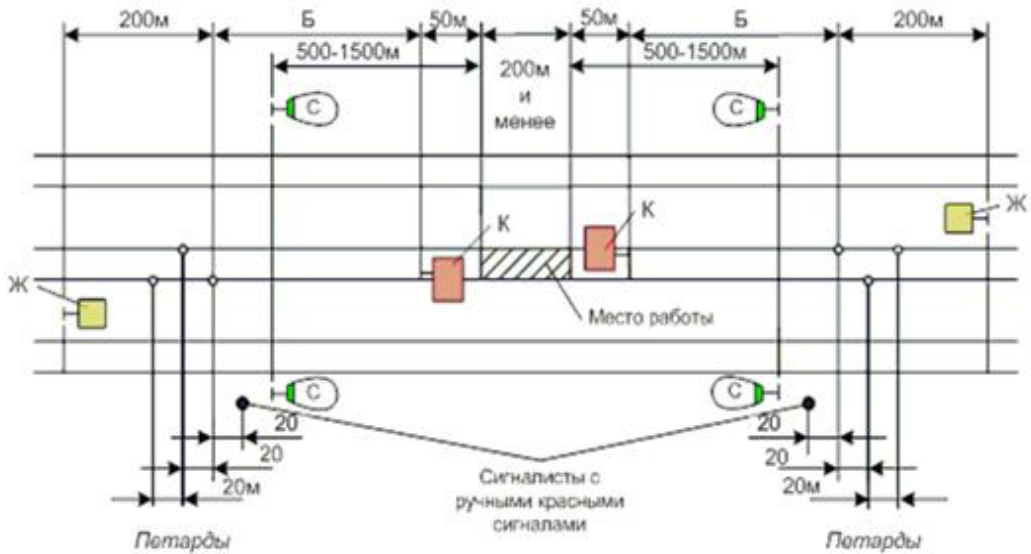 200м Б 50м 50м Б 200м
500-1500м 200м 500-1500м
и
менее
С С
К К Ж
Ж
Место работы
С С
20 20
20 20
20м 20м
Сигналисты с
ручными красными
сигналами
Петарды Петарды